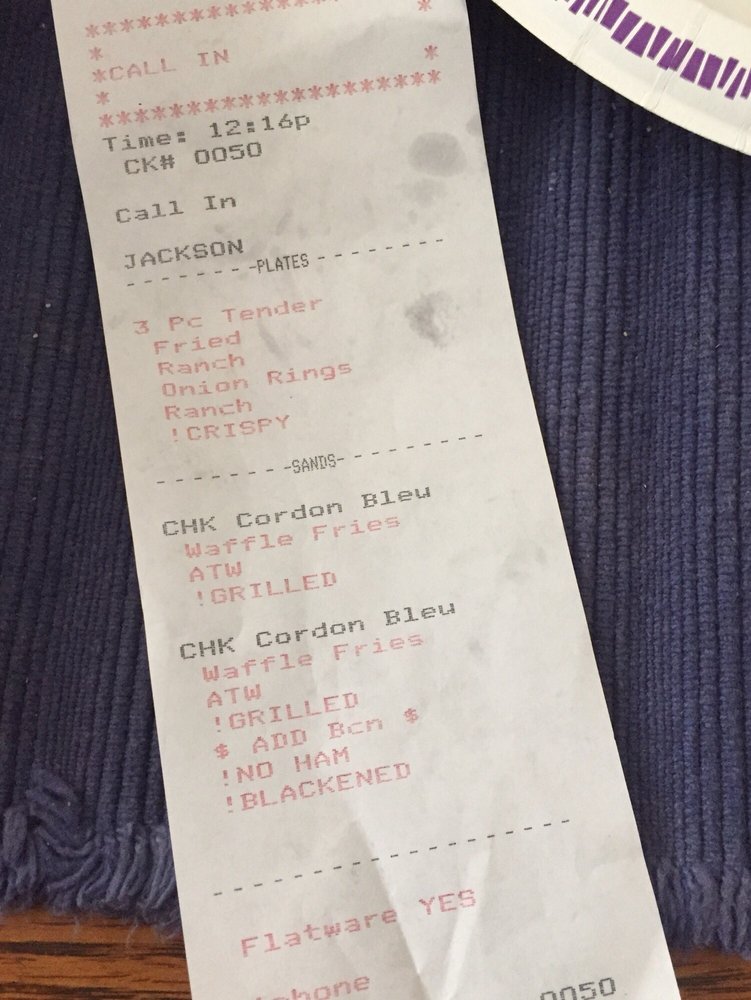 ********************
* *
*CALL IN *
*
********************
Time: 12:16p
CK# 0050
Call In
JACKSON
- - - - - - - -PLATES - - - - - - - -
3 Pc Tender
Fried
Ranch
Onion Rings
Ranch
!CRISPY
- - - - - - - -SANDS- - - - - - - - -
CHK Cordon Bleu
Waffle Fries
ATW
!GRILLED
CHK Cordon Bleu
Waffle Fries
ATW
!GRILLED
$ ADD Bcn $
!NO HAM
!BLACKENED
- - - - - - - - - - - - - - - - - - - -
Flatware YES
0050